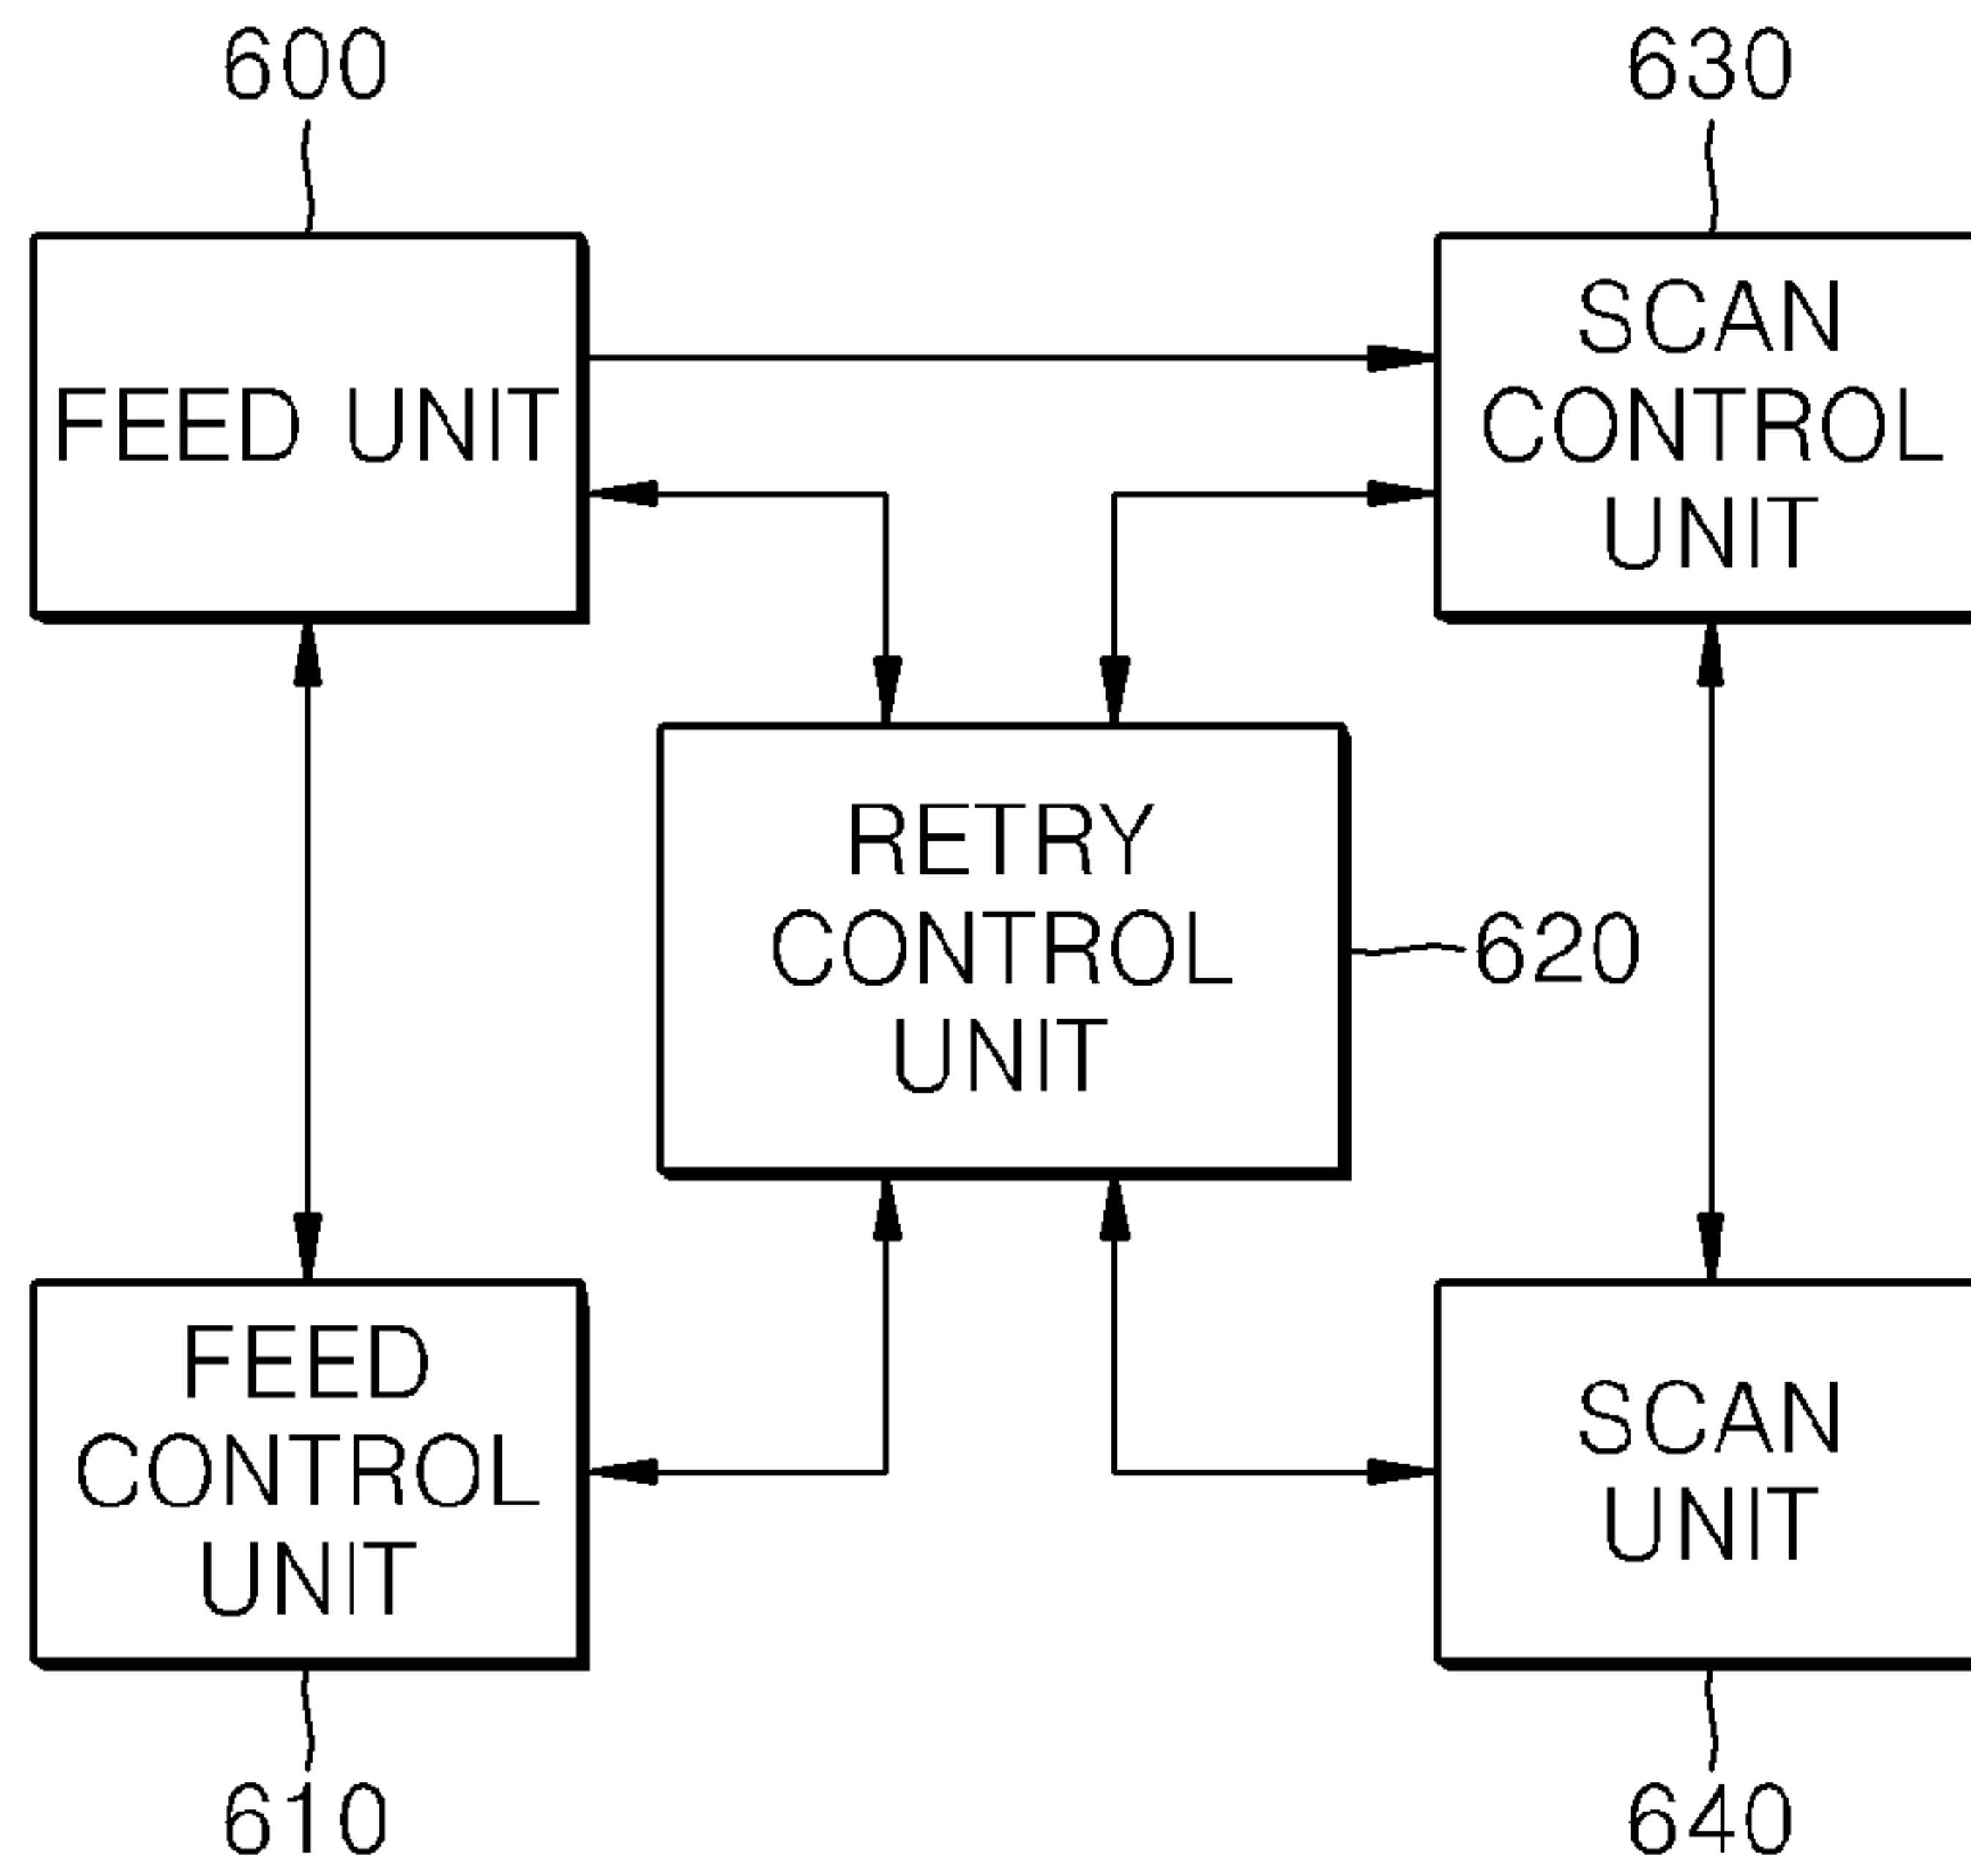 600
630
FEED UNIT
SCAN
CONTROL
UNIT
RETRY
CONTROL
UNIT
620
FEED
CONTROL
UNIT
SCAN
UNIT
610
640